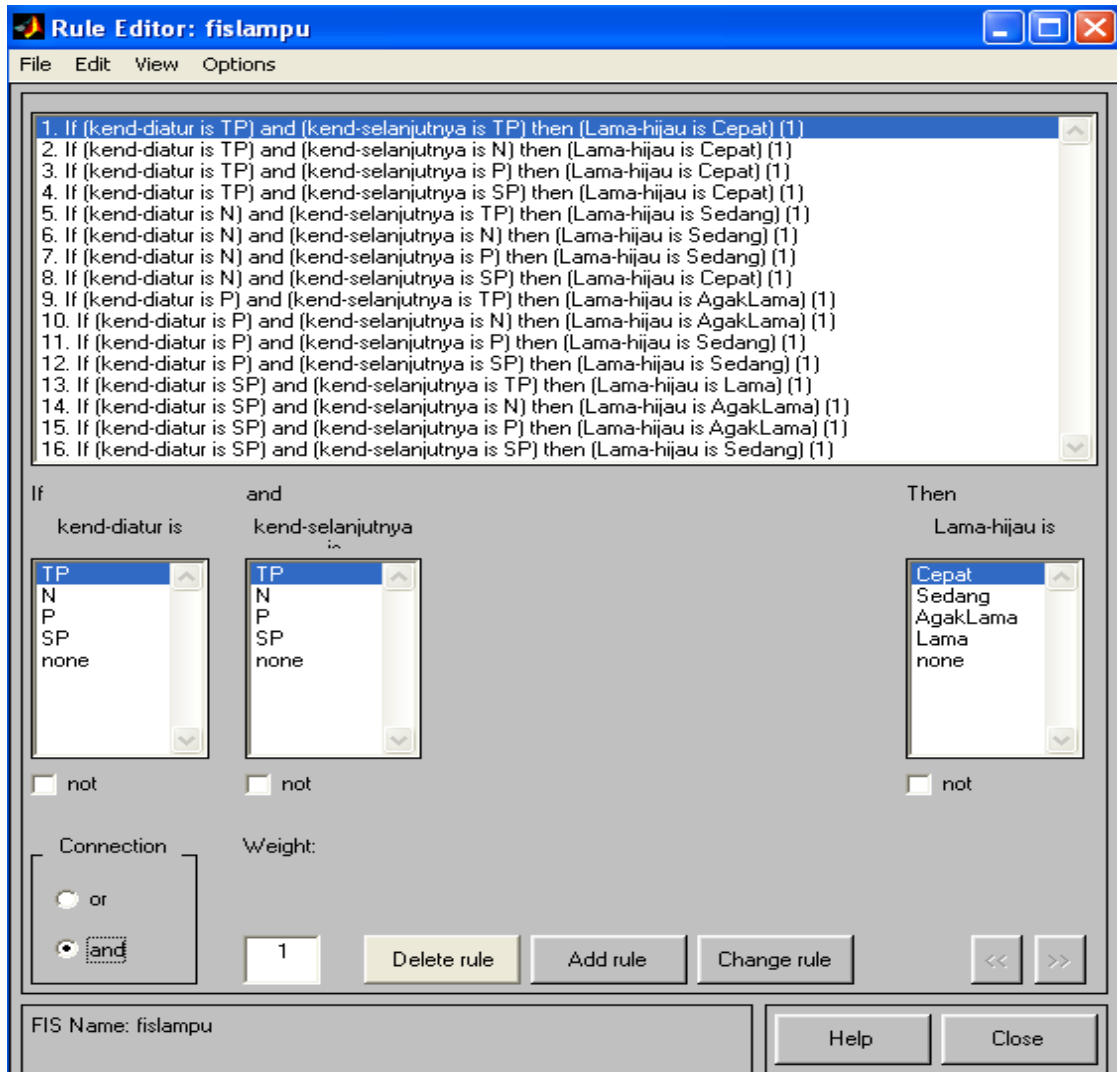 Rule Editor: fislampu
File Edit View Options
1. If (kend-diatur is TP) and (kend-selanjutnya is TP) then (Lama-hijau is Cepat) (1)
2. If (kend-diatur is TP) and (kend-selanjutnya is N) then (Lama-hijau is Cepat) (1)
3. If (kend-diatur is TP) and (kend-selanjutnya is P) then (Lama-hijau is Cepat) (1)
4. If (kend-diatur is TP) and (kend-selanjutnya is SP) then (Lama-hijau is Cepat) (1)
5. If (kend-diatur is N) and (kend-selanjutnya is TP) then (Lama-hijau is Sedang) (1)
6. If (kend-diatur is N) and (kend-selanjutnya is N) then (Lama-hijau is Sedang) (1)
7. If (kend-diatur is N) and (kend-selanjutnya is P) then (Lama-hijau is Sedang) (1)
8. If (kend-diatur is N) and (kend-selanjutnya is SP) then (Lama-hijau is Cepat) (1)
9. If (kend-diatur is P) and (kend-selanjutnya is TP) then (Lama-hijau is AgakLama) (1)
10. If (kend-diatur is P) and (kend-selanjutnya is N) then (Lama-hijau is AgakLama) (1)
11. If (kend-diatur is P) and (kend-selanjutnya is P) then (Lama-hijau is Sedang) (1)
12. If (kend-diatur is P) and (kend-selanjutnya is SP) then (Lama-hijau is Sedang) (1)
13. If (kend-diatur is SP) and (kend-selanjutnya is TP) then (Lama-hijau is Lama) (1)
14. If (kend-diatur is SP) and (kend-selanjutnya is N) then (Lama-hijau is AgakLama) (1)
15. If (kend-diatur is SP) and (kend-selanjutnya is P) then (Lama-hijau is AgakLama) (1)
16. If (kend-diatur is SP) and (kend-selanjutnya is SP) then (Lama-hijau is Sedang) (1)
If
kend-diatur is
TP
N
P
SP
none
not
and
kend-selanjutnya
is
TP
N
P
SP
none
not
Then
Lama-hijau is
Cepat
Sedang
AgakLama
Lama
none
not
Connection
or
and
Weight:
1
Delete rule
Add rule
Change rule
<<
>>
FIS Name: fislampu
Help
Close